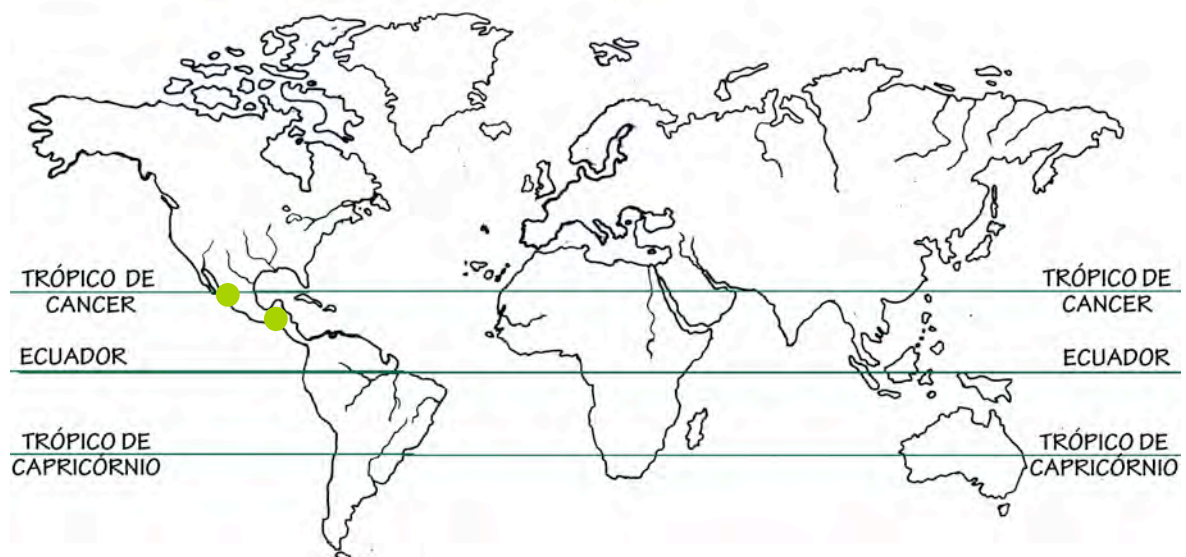 TRÓPICO DE
CANCER
TRÓPICO DE
CANCER
ECUADOR
ECUADOR
TRÓPICO DE
CAPRICÓRNIO
TRÓPICO DE
CAPRICÓRNIO